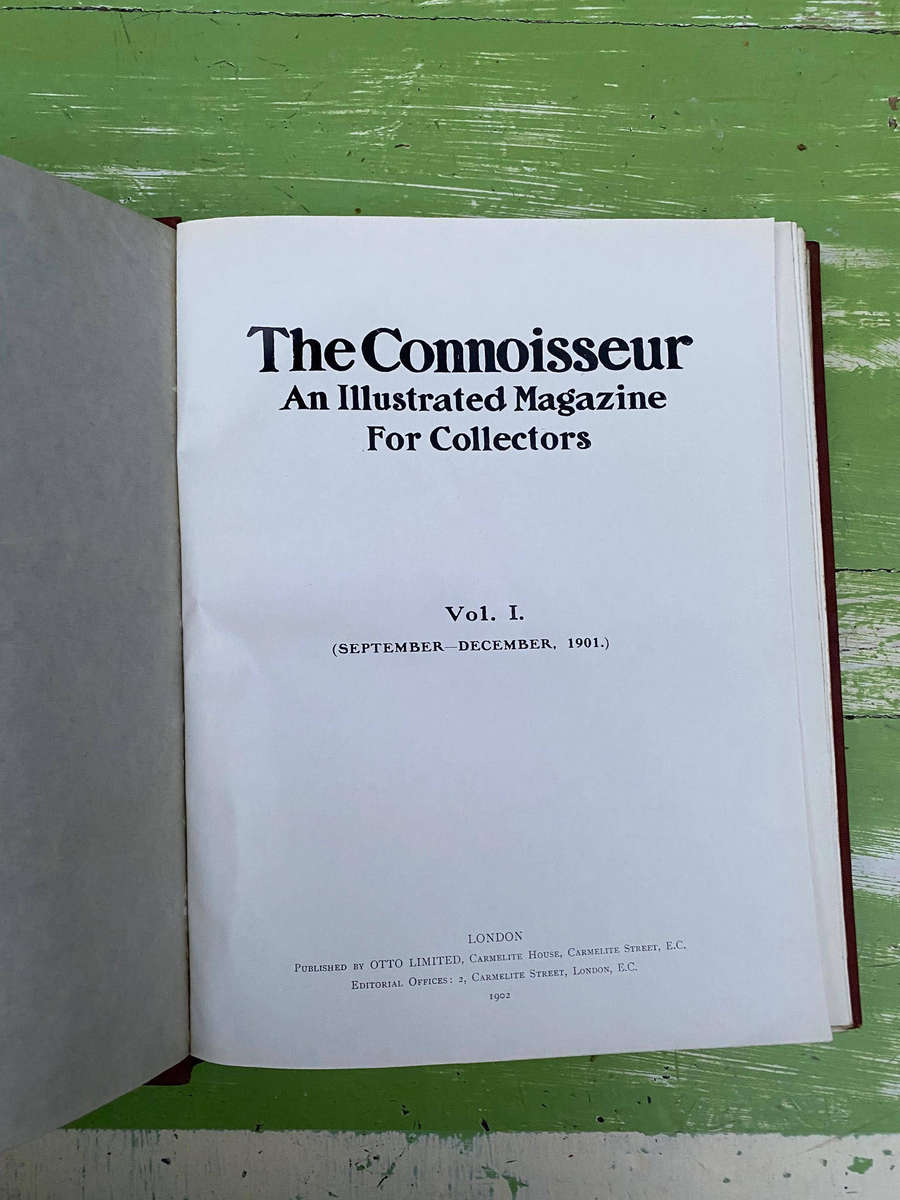 The Connoisseur
An Illustrated Magazine
For Collectors
Vol. I.
(SEPTEMBER—DECEMBER, 1901.)
LONDON
PUBLISHED BY OTTO LIMITED, CARMELITE HOUSE, CARMELITE STREET, E.C.
EDITORIAL OFFICES: 2, CARMELITE STREET, LONDON, E.C.
1902